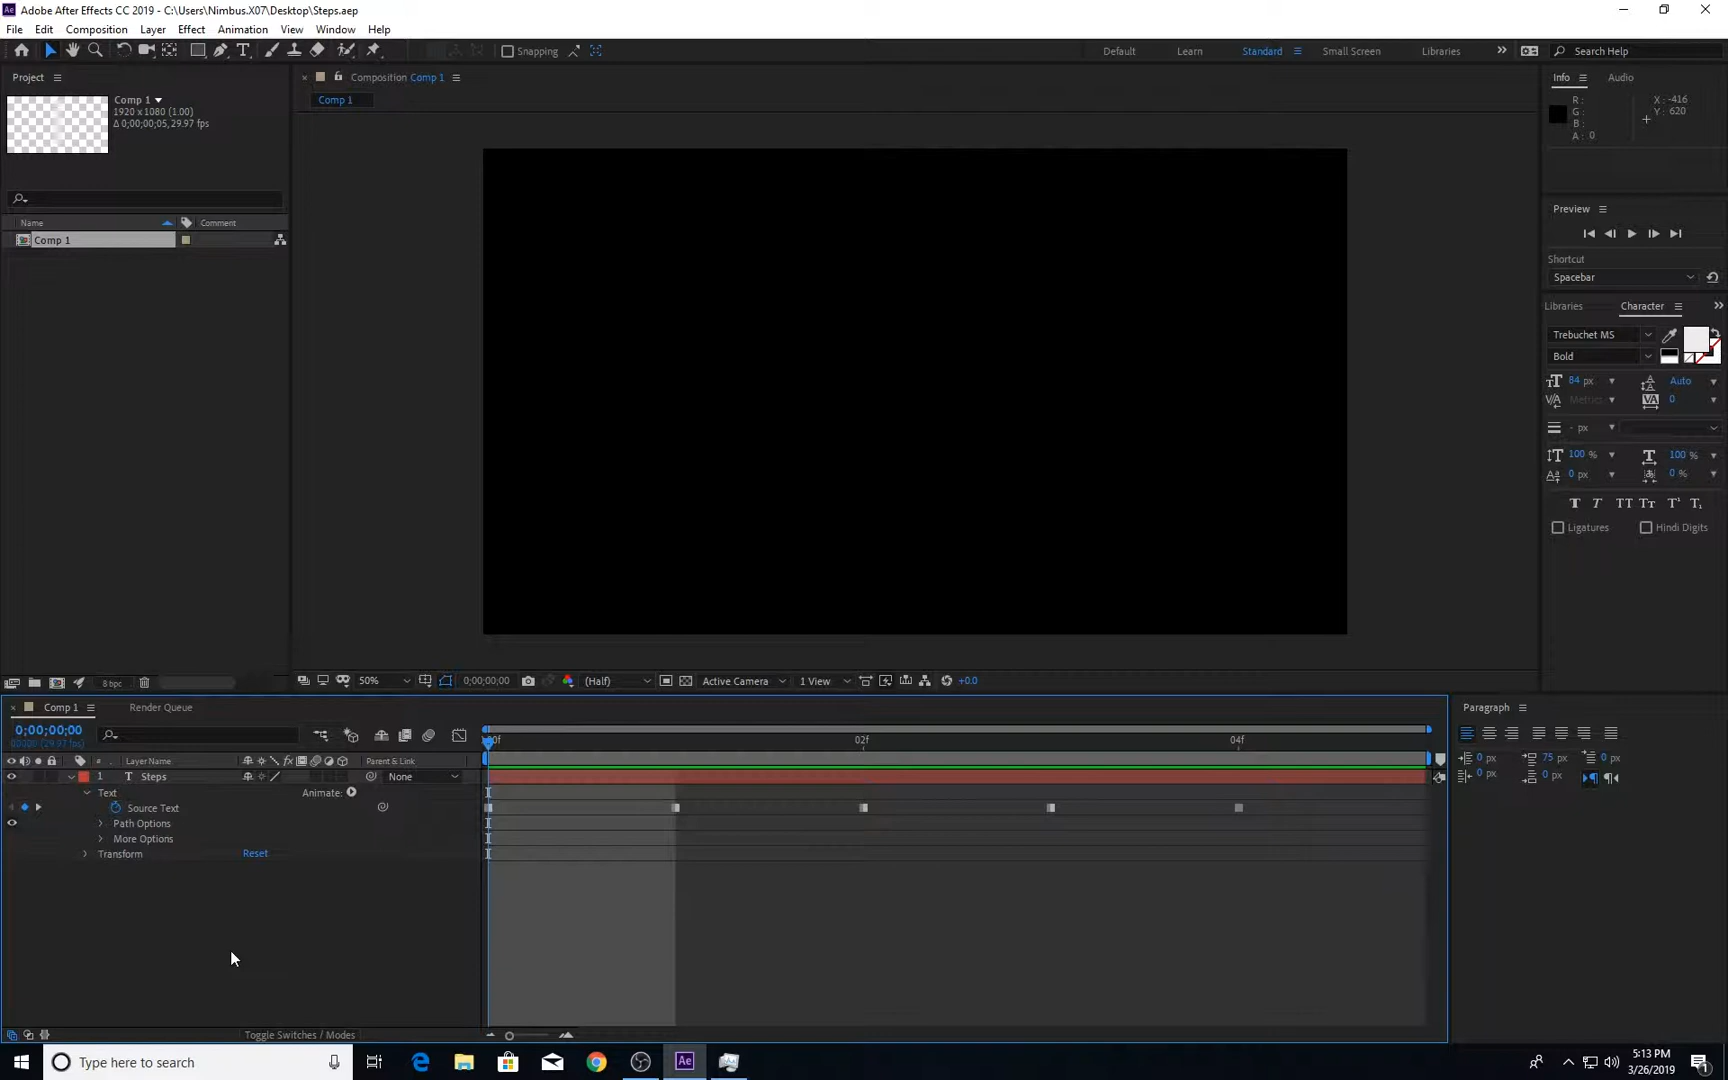 Adobe After Effects CC 2019 - C:\Users\Nimbus.X07\Desktop\Steps.aep
File Edit Composition Layer Effect Animation View Window Help
Snapping Default Learn Standard Small Screen Libraries Search Help
Project
Comp 1
1920 x 1080 (1.00)
Δ 0;00;00;05, 29.97 fps
Name Comment
Comp 1
8 bpc
Composition Comp 1
Comp 1
50% 0;00;00;00 (Half) Active Camera 1 View +0.0
Info Audio
R : X : -416
G : Y : 620
B :
A : 0
Preview
Shortcut
Spacebar
Libraries Character
Trebuchet MS
Bold
84 px Auto
Metrics 0
- px
100 % 100 %
0 px 0 %
Ligatures Hindi Digits
Comp 1 Render Queue
0;00;00;00
00000 (29.97 fps)
02f 04f
# Layer Name Parent & Link
1 T Steps None
Text Animate:
Source Text
Path Options
More Options
Transform Reset
Toggle Switches / Modes
Paragraph
0 px 75 px 0 px
0 px 0 px
Type here to search
5:13 PM
3/26/2019
1